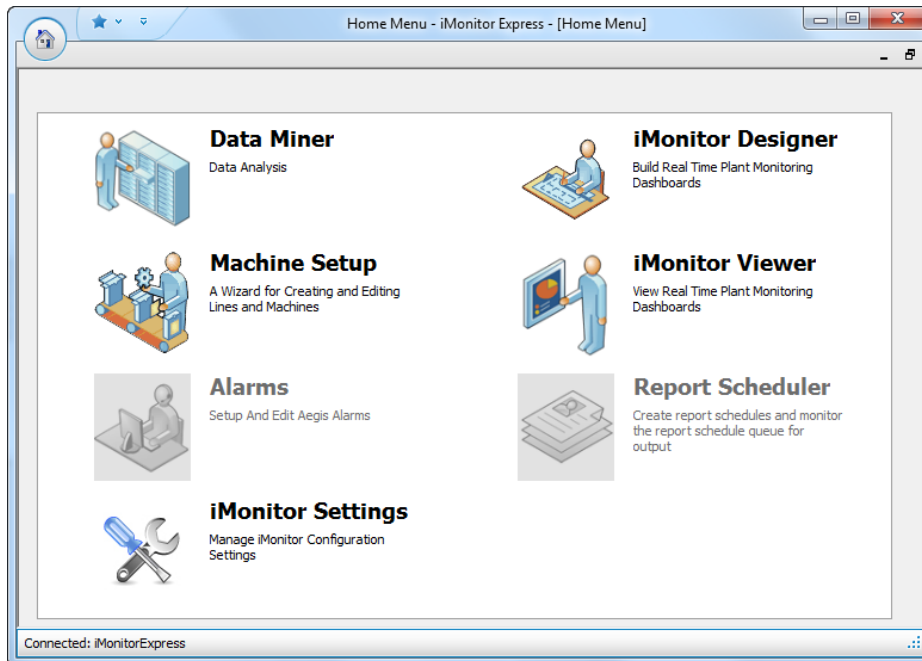 Home Menu - iMonitor Express - [Home Menu]
Data Miner
Data Analysis
iMonitor Designer
Build Real Time Plant Monitoring
Dashboards
Machine Setup
A Wizard for Creating and Editing
Lines and Machines
iMonitor Viewer
View Real Time Plant Monitoring
Dashboards
Alarms
Setup And Edit Aegis Alarms
Report Scheduler
Create report schedules and monitor
the report schedule queue for
output
iMonitor Settings
Manage iMonitor Configuration
Settings
Connected: iMonitorExpress